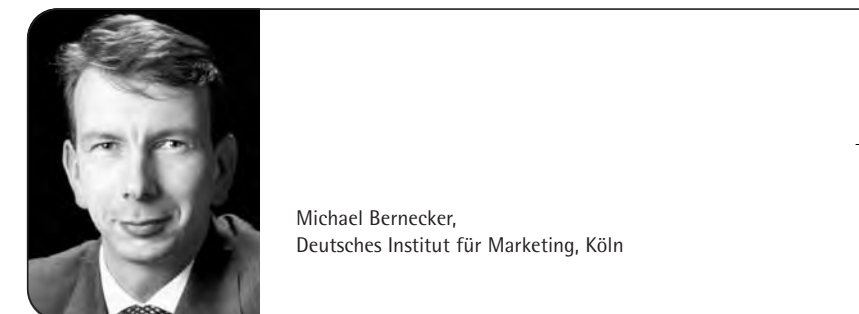 Michael Bernecker,
Deutsches Institut für Marketing, Köln